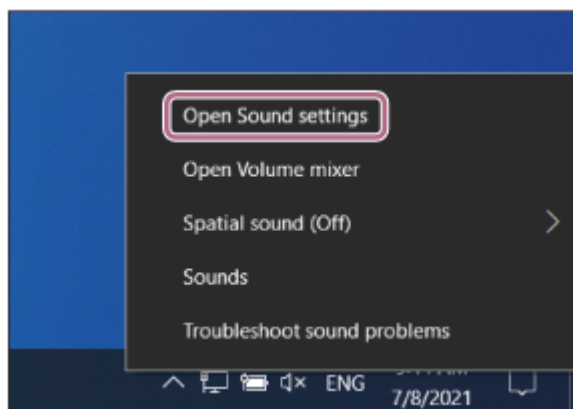 Open Sound settings
Open Volume mixer
Spatial sound (Off)
Sounds
Troubleshoot sound problems
ENG
7/8/2021